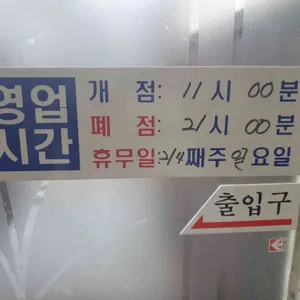 영업
시간
개 점: 11시 00분
폐 점: 21시 00분
휴무일: 2/4째주 일요일
출입구